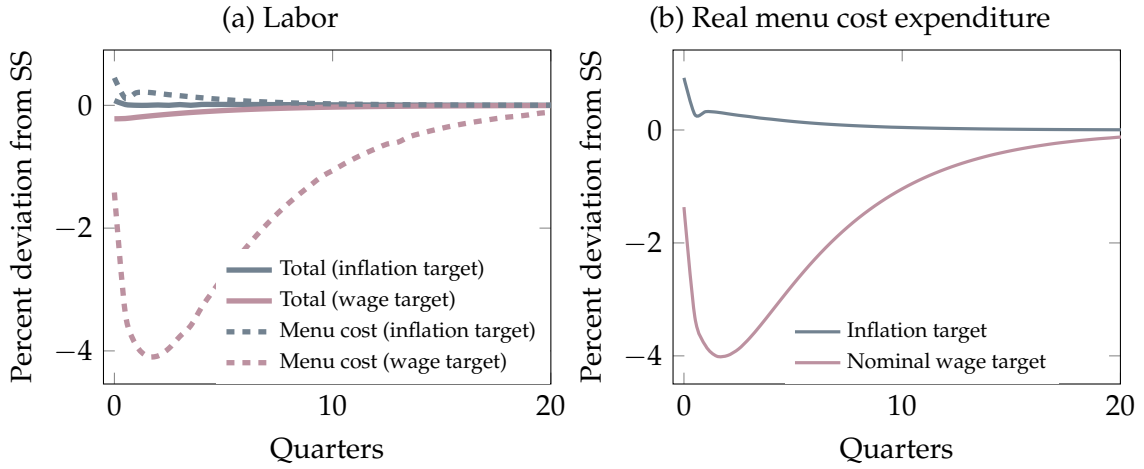 (a) Labor
Percent deviation from SS
0
−2
−4
Total (inflation target)
Total (wage target)
Menu cost (inflation target)
Menu cost (wage target)
0
10
20
Quarters
(b) Real menu cost expenditure
Percent deviation from SS
0
−2
−4
Inflation target
Nominal wage target
0
10
20
Quarters